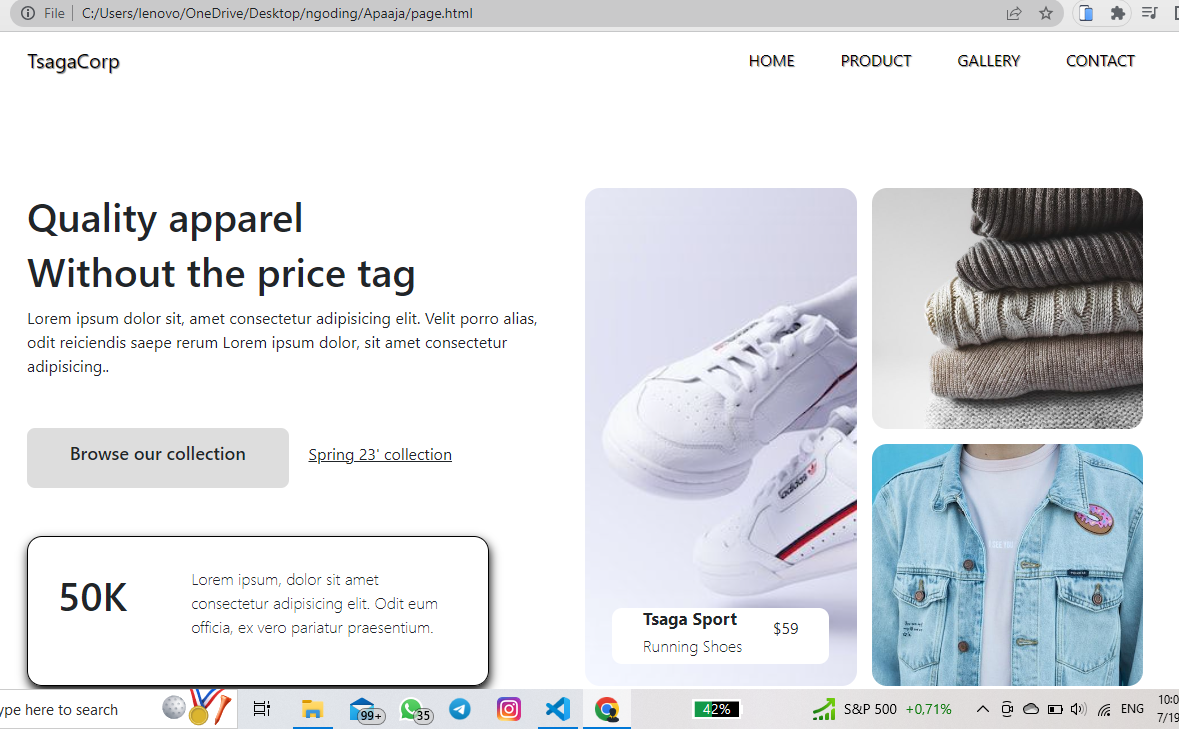 File | C:/Users/lenovo/OneDrive/Desktop/ngoding/Apaaja/page.html
TsagaCorp
HOME PRODUCT GALLERY CONTACT
Quality apparel
Without the price tag
Lorem ipsum dolor sit, amet consectetur adipisicing elit. Velit porro alias,
odit reiciendis saepe rerum Lorem ipsum dolor, sit amet consectetur
adipisicing..
Browse our collection
Spring 23' collection
50K
Lorem ipsum, dolor sit amet
consectetur adipisicing elit. Odit eum
officia, ex vero pariatur praesentium.
adidas
Tsaga Sport
Running Shoes
$59
ype here to search
99+
35
42%
S&P 500 +0,71%
ENG
10:0
7/19